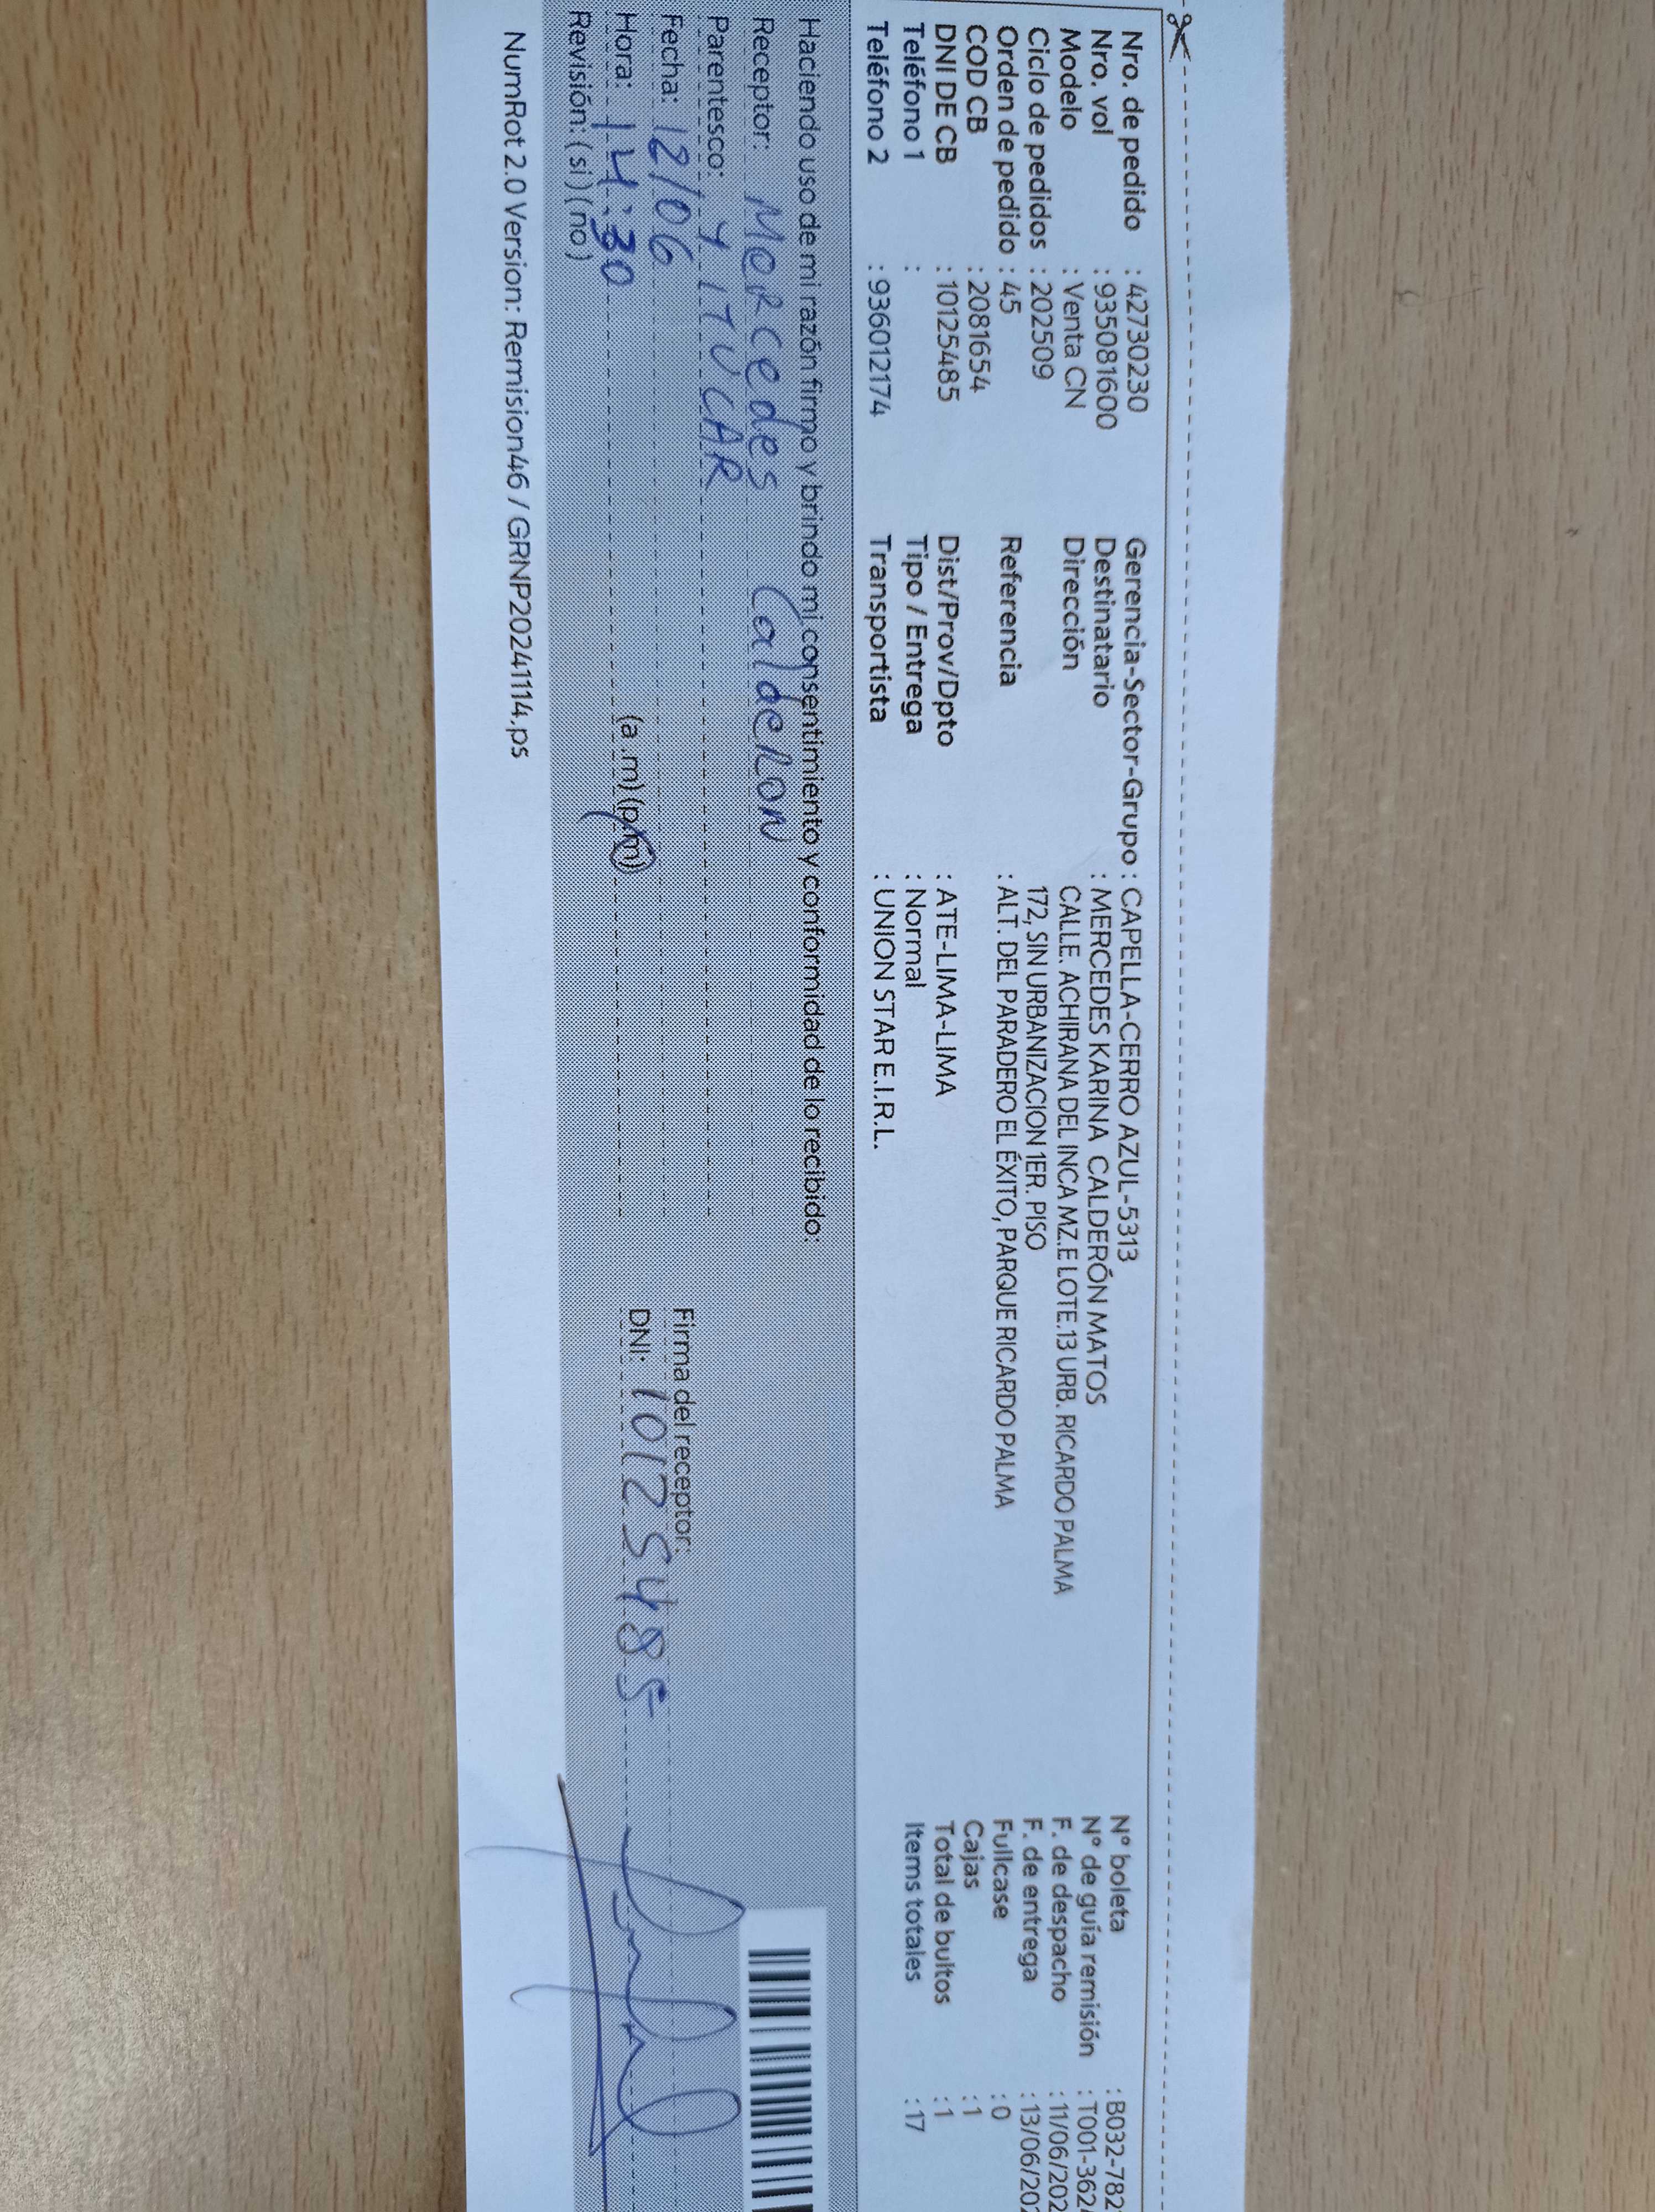 Nro. de pedido : 42730230 Gerencia-Sector-Grupo : CAPELLA-CERRO AZUL-5313 N° boleta : B032-782
Nro. vol : 935081600 Destinatario : MERCEDES KARINA CALDERÓN MATOS N° de guía remisión : T001-362
Modelo : Venta CN Dirección CALLE. ACHIRANA DEL INCA MZ.E LOTE.13 URB. RICARDO PALMA F. de despacho : 11/06/202
Ciclo de pedidos : 202509 172, SIN URBANIZACION 1ER. PISO F. de entrega : 13/06/202
Orden de pedido : 45 Referencia : ALT. DEL PARADERO EL ÉXITO, PARQUE RICARDO PALMA Fullcase : 0
COD CB : 2081654 Cajas : 1
DNI DE CB : 10125485 Dist/Prov/Dpto : ATE-LIMA-LIMA Total de bultos : 1
Teléfono 1 : Tipo / Entrega : Normal Items totales : 17
Teléfono 2 : 936012174 Transportista : UNION STAR E.I.R.L.
Haciendo uso de mi razón firmo y brindo mi consentimiento y conformidad de lo recibido:
Receptor: Mercedes Calderon
Parentesco: YITUCAR
Fecha: 12/06 Firma del receptor:
Hora: 14:30 (a.m) (p.m) DNI: 10125485
Revisión: ( si ) ( no )
NumRot 2.0 Version: Remision46 / GRNP20241114.ps